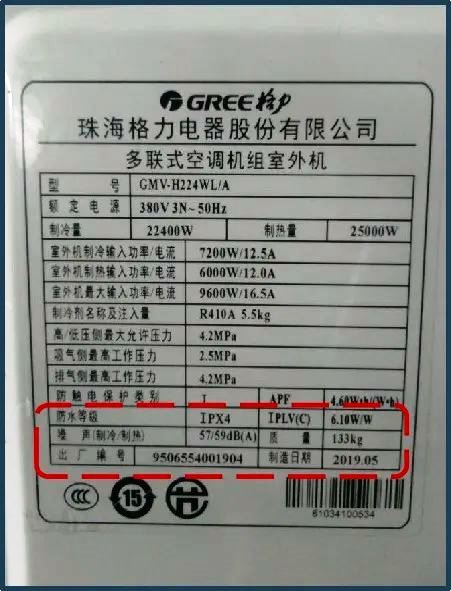 GREE格力
珠海格力电器股份有限公司
多联式空调机组室外机
型号 GMV-H224WL/A
额定电源 380V 3N~50Hz
制冷量 22400W 制热量 25000W
室外机制冷输入功率/电流 7200W/12.5A
室外机制热输入功率/电流 6000W/12.0A
室外机最大输入功率/电流 9600W/16.5A
制冷剂名称及注入量 R410A 5.5kg
高/低压侧最大允许压力 4.2MPa
吸气侧最高工作压力 2.5MPa
排气侧最高工作压力 4.2MPa
防触电保护类别 I APF 4.60W•h/(W•h)
防水等级 IPX4 IPLV(C) 6.10W/W
噪声(制冷/制热) 57/59dB(A) 质量 133kg
出厂编号 9506554001904 制造日期 2019.05
CCC 15
61034100534